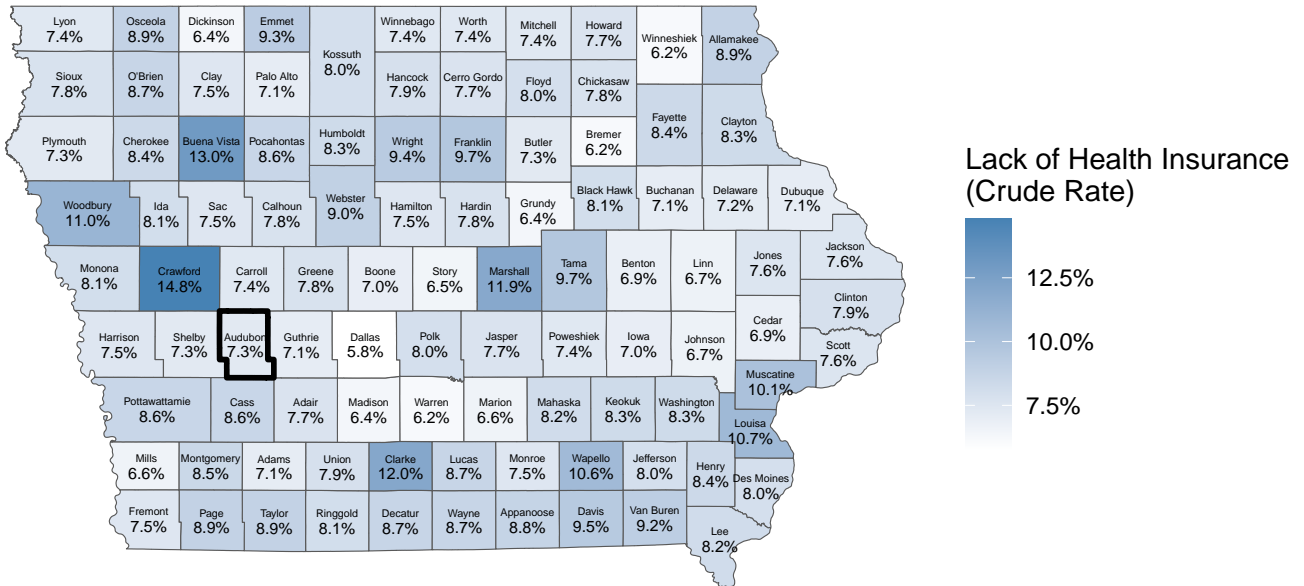 Lyon
7.4%
Osceola
8.9%
Dickinson
6.4%
Emmet
9.3%
Kossuth
8.0%
Winnebago
7.4%
Worth
7.4%
Mitchell
7.4%
Howard
7.7%
Winneshiek
6.2%
Allamakee
8.9%
Sioux
7.8%
O'Brien
8.7%
Clay
7.5%
Palo Alto
7.1%
Hancock
7.9%
Cerro Gordo
7.7%
Floyd
8.0%
Chickasaw
7.8%
Fayette
8.4%
Clayton
8.3%
Plymouth
7.3%
Cherokee
8.4%
Buena Vista
13.0%
Pocahontas
8.6%
Humboldt
8.3%
Wright
9.4%
Franklin
9.7%
Butler
7.3%
Bremer
6.2%
Woodbury
11.0%
Ida
8.1%
Sac
7.5%
Calhoun
7.8%
Webster
9.0%
Hamilton
7.5%
Hardin
7.8%
Grundy
6.4%
Black Hawk
8.1%
Buchanan
7.1%
Delaware
7.2%
Dubuque
7.1%
Monona
8.1%
Crawford
14.8%
Carroll
7.4%
Greene
7.8%
Boone
7.0%
Story
6.5%
Marshall
11.9%
Tama
9.7%
Benton
6.9%
Linn
6.7%
Jones
7.6%
Jackson
7.6%
Clinton
7.9%
Harrison
7.5%
Shelby
7.3%
Audubon
7.3%
Guthrie
7.1%
Dallas
5.8%
Polk
8.0%
Jasper
7.7%
Poweshiek
7.4%
Iowa
7.0%
Johnson
6.7%
Cedar
6.9%
Scott
7.6%
Muscatine
10.1%
Pottawattamie
8.6%
Cass
8.6%
Adair
7.7%
Madison
6.4%
Warren
6.2%
Marion
6.6%
Mahaska
8.2%
Keokuk
8.3%
Washington
8.3%
Louisa
10.7%
Mills
6.6%
Montgomery
8.5%
Adams
7.1%
Union
7.9%
Clarke
12.0%
Lucas
8.7%
Monroe
7.5%
Wapello
10.6%
Jefferson
8.0%
Henry
8.4%
Des Moines
8.0%
Fremont
7.5%
Page
8.9%
Taylor
8.9%
Ringgold
8.1%
Decatur
8.7%
Wayne
8.7%
Appanoose
8.8%
Davis
9.5%
Van Buren
9.2%
Lee
8.2%
Lack of Health Insurance
(Crude Rate)
12.5%
10.0%
7.5%